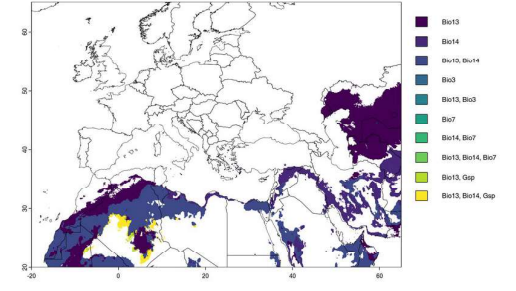 60
50
40
30
20
-20
0
20
40
60
Bio13
Bio14
Bio13, Bio14
Bio3
Bio13, Bio3
Bio7
Bio14, Bio7
Bio13, Bio14, Bio7
Bio13, Gsp
Bio13, Bio14, Gsp